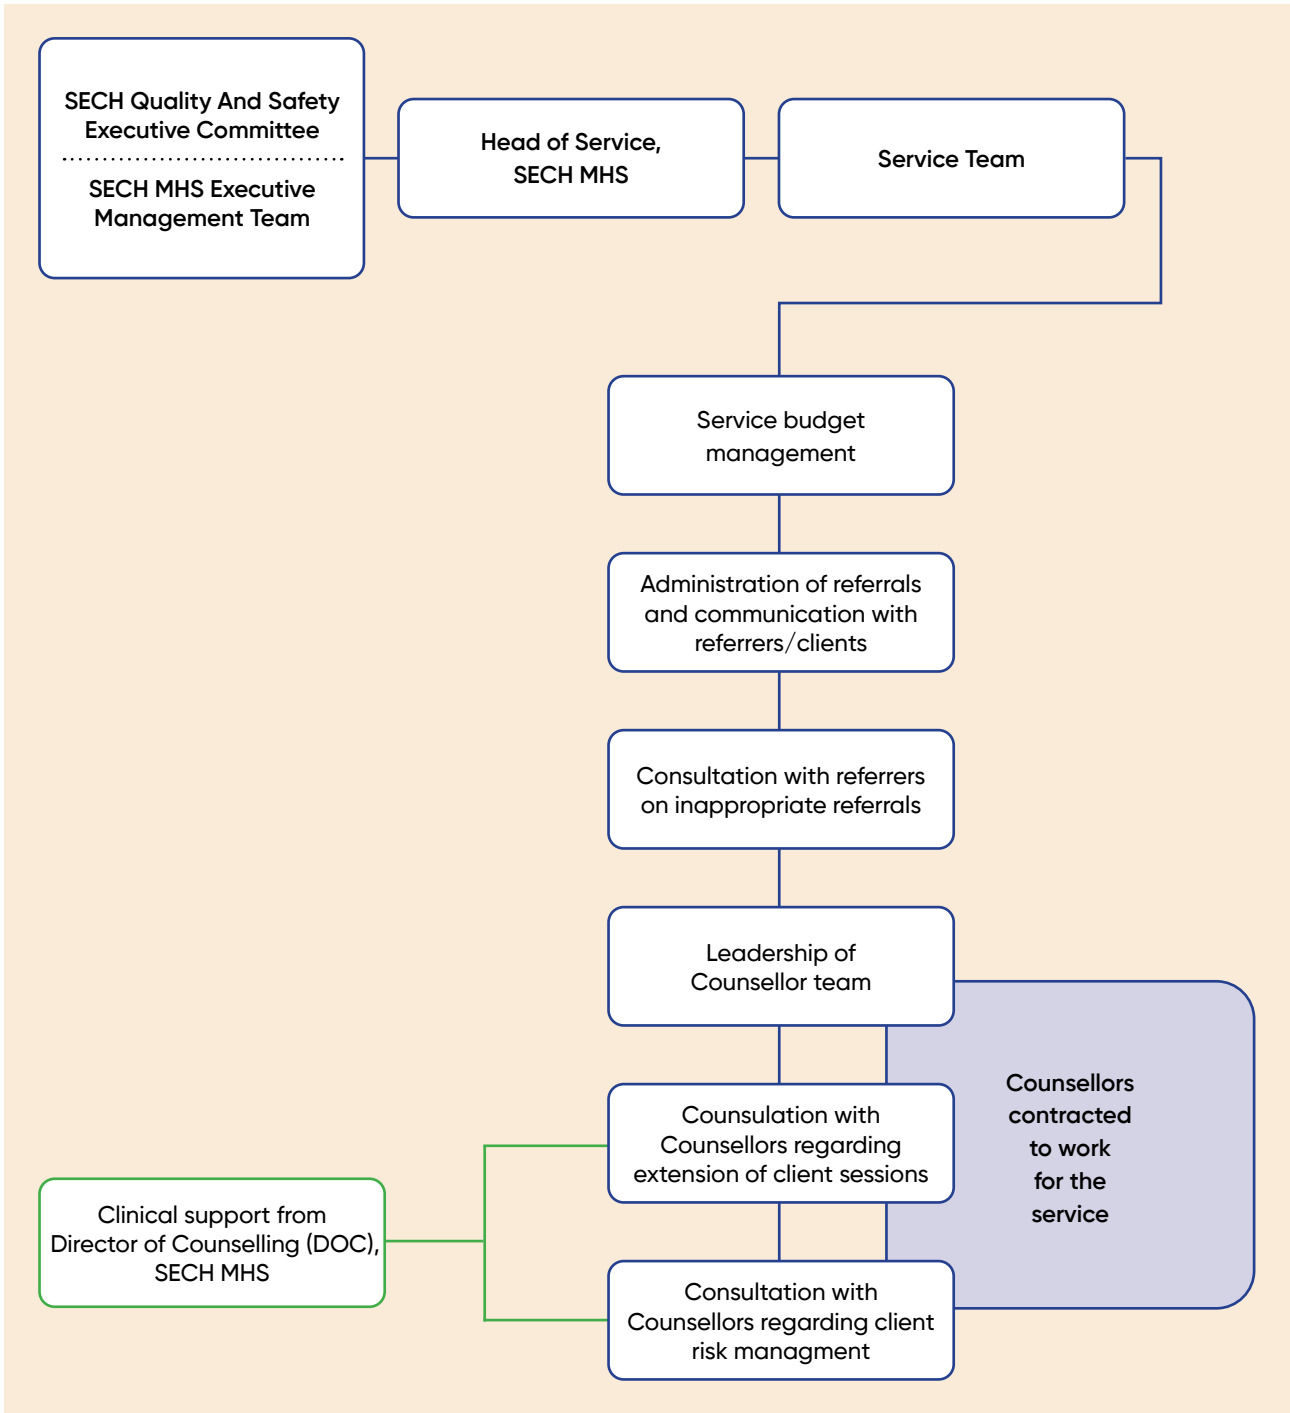 SECH Quality And Safety
Executive Committee
SECH MHS Executive
Management Team
Head of Service,
SECH MHS
Service Team
Service budget
management
Administration of referrals
and communication with
referrers/clients
Consultation with referrers
on inappropriate referrals
Leadership of
Counsellor team
Counsulation with
Counsellors regarding
extension of client sessions
Counsellors
contracted
to work
for the
service
Clinical support from
Director of Counselling (DOC),
SECH MHS
Consultation with
Counsellors regarding client
risk managment